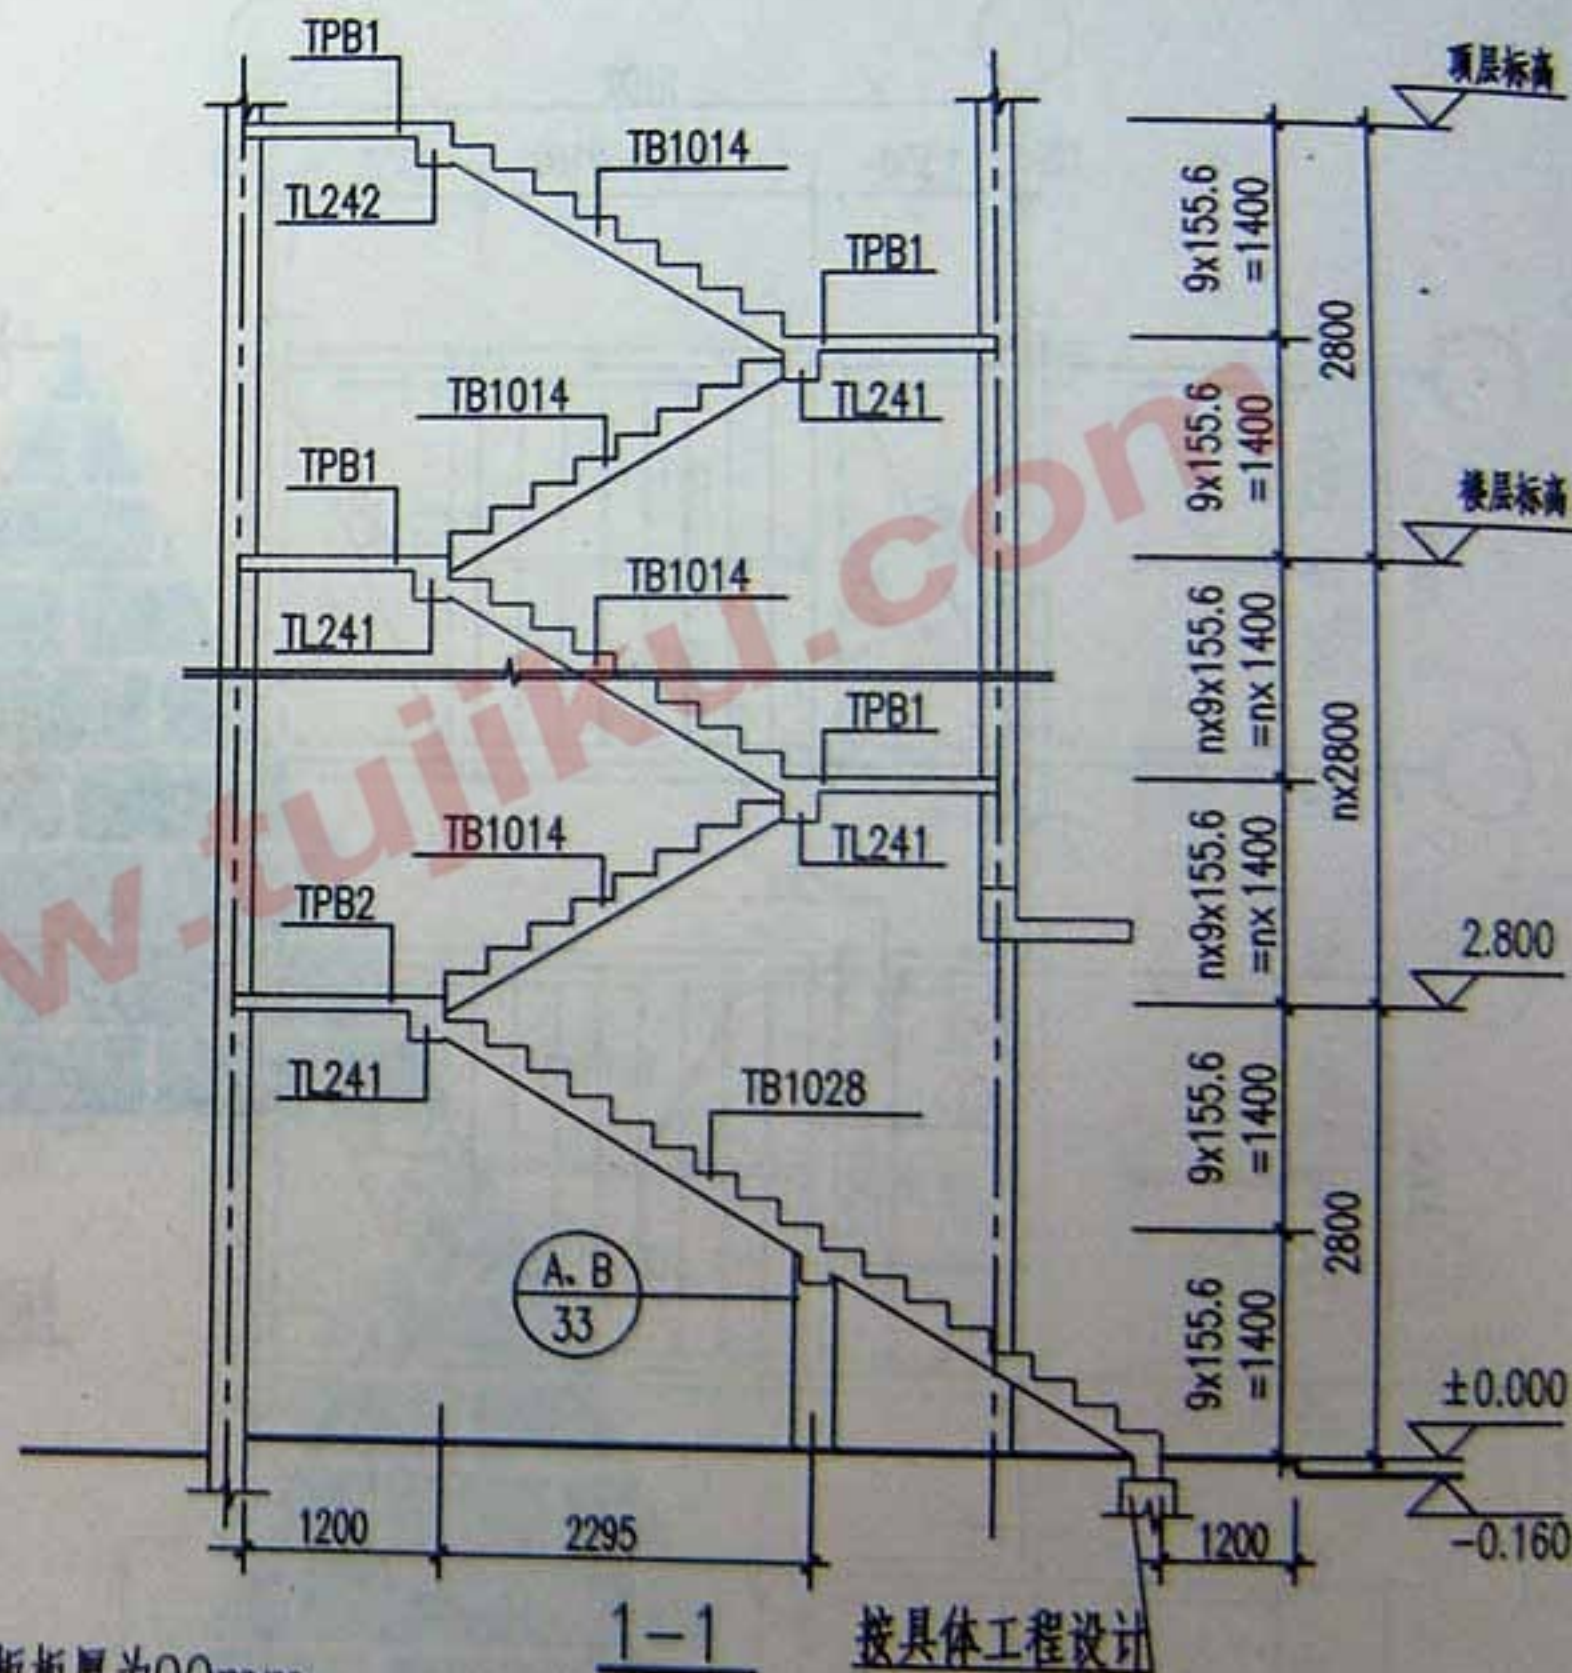 TPB1
顶层标高
TB1014
TL242
9x155.6
=1400
TPB1
2800
TB1014
TL241
9x155.6
=1400
TPB1
楼层标高
TB1014
TL241
nx9x155.6
=nx1400
TPB1
nx2800
TB1014
TL241
nx9x155.6
=nx1400
TPB2
2.800
TL241
TB1028
9x155.6
=1400
2800
A、B
33
9x155.6
=1400
±0.000
1200
2295
1200
-0.160
1-1
按具体工程设计
w.tujiku.com